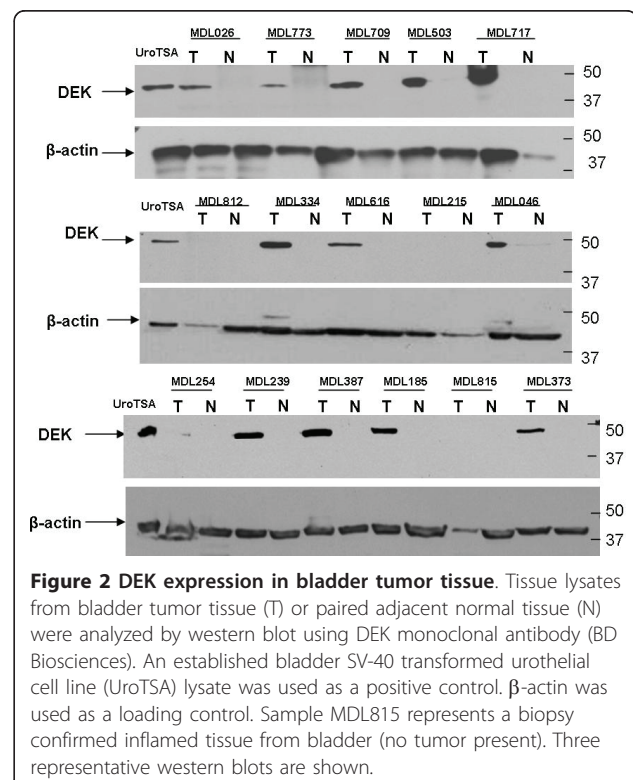 MDL026 MDL773 MDL709 MDL503 MDL717
UroTSA T N T N T N T N T N
50
DEK
37
50
β-actin
37
MDL812 MDL334 MDL616 MDL215 MDL046
UroTSA T N T N T N T N T N
DEK
50
37
50
β-actin
37
MDL254 MDL239 MDL387 MDL185 MDL815 MDL373
UroTSA T N T N T N T N T N T N
DEK
50
37
50
β-actin
37
Figure 2 DEK expression in bladder tumor tissue. Tissue lysates
from bladder tumor tissue (T) or paired adjacent normal tissue (N)
were analyzed by western blot using DEK monoclonal antibody (BD
Biosciences). An established bladder SV-40 transformed urothelial
cell line (UroTSA) lysate was used as a positive control. β-actin was
used as a loading control. Sample MDL815 represents a biopsy
confirmed inflamed tissue from bladder (no tumor present). Three
representative western blots are shown.